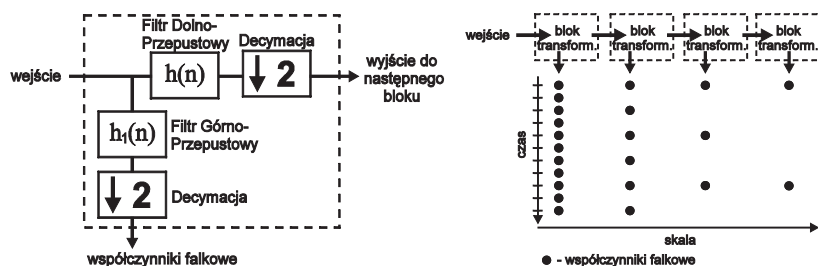 Filtr Dolno-
Przepustowy
Decymacja
wejście
h(n)
2
wyjście do
następnego
bloku
h₁(n)
Filtr Górno-
Przepustowy
2
Decymacja
współczynniki falkowe
wejście
blok
transform.
blok
transform.
blok
transform.
blok
transform.
czas
skala
- współczynniki falkowe